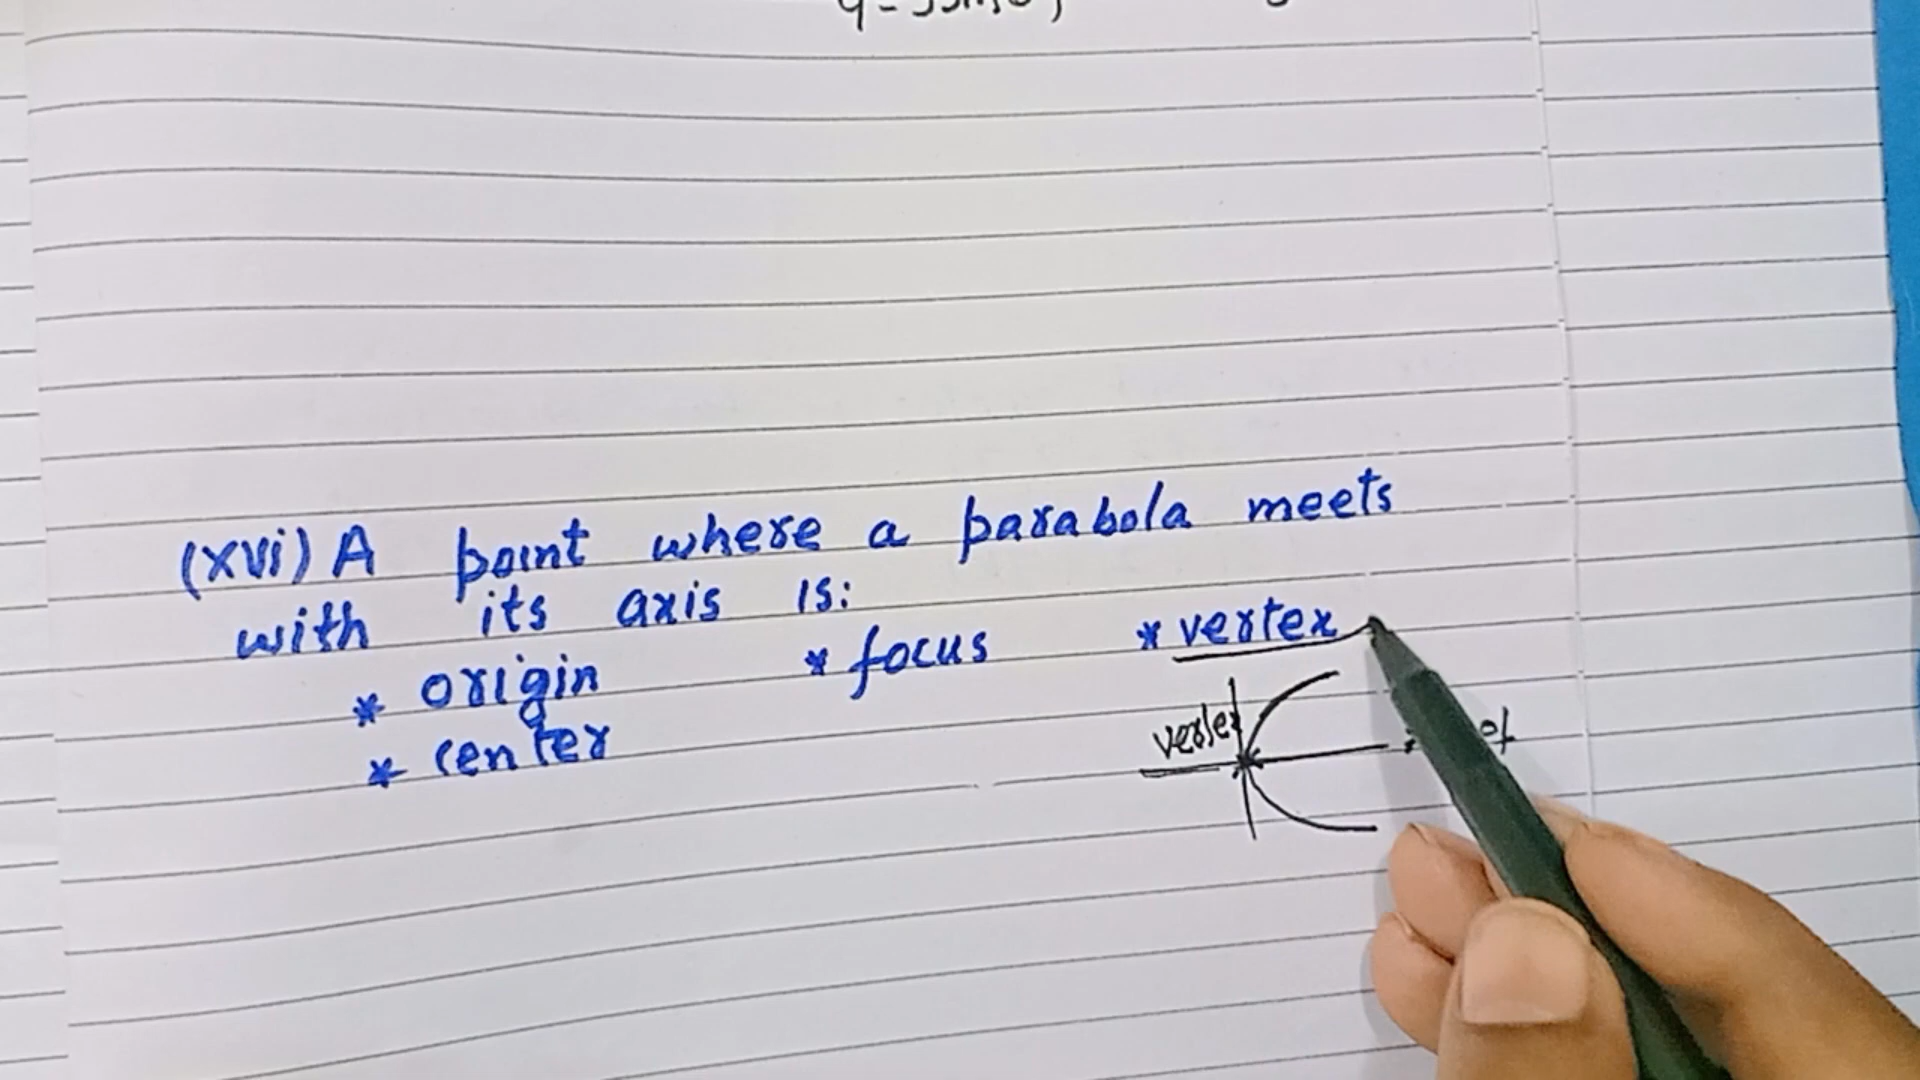 (xvi) A point where a parabola meets
with its axis is:
* origin * focus * vertex
* center
vertex